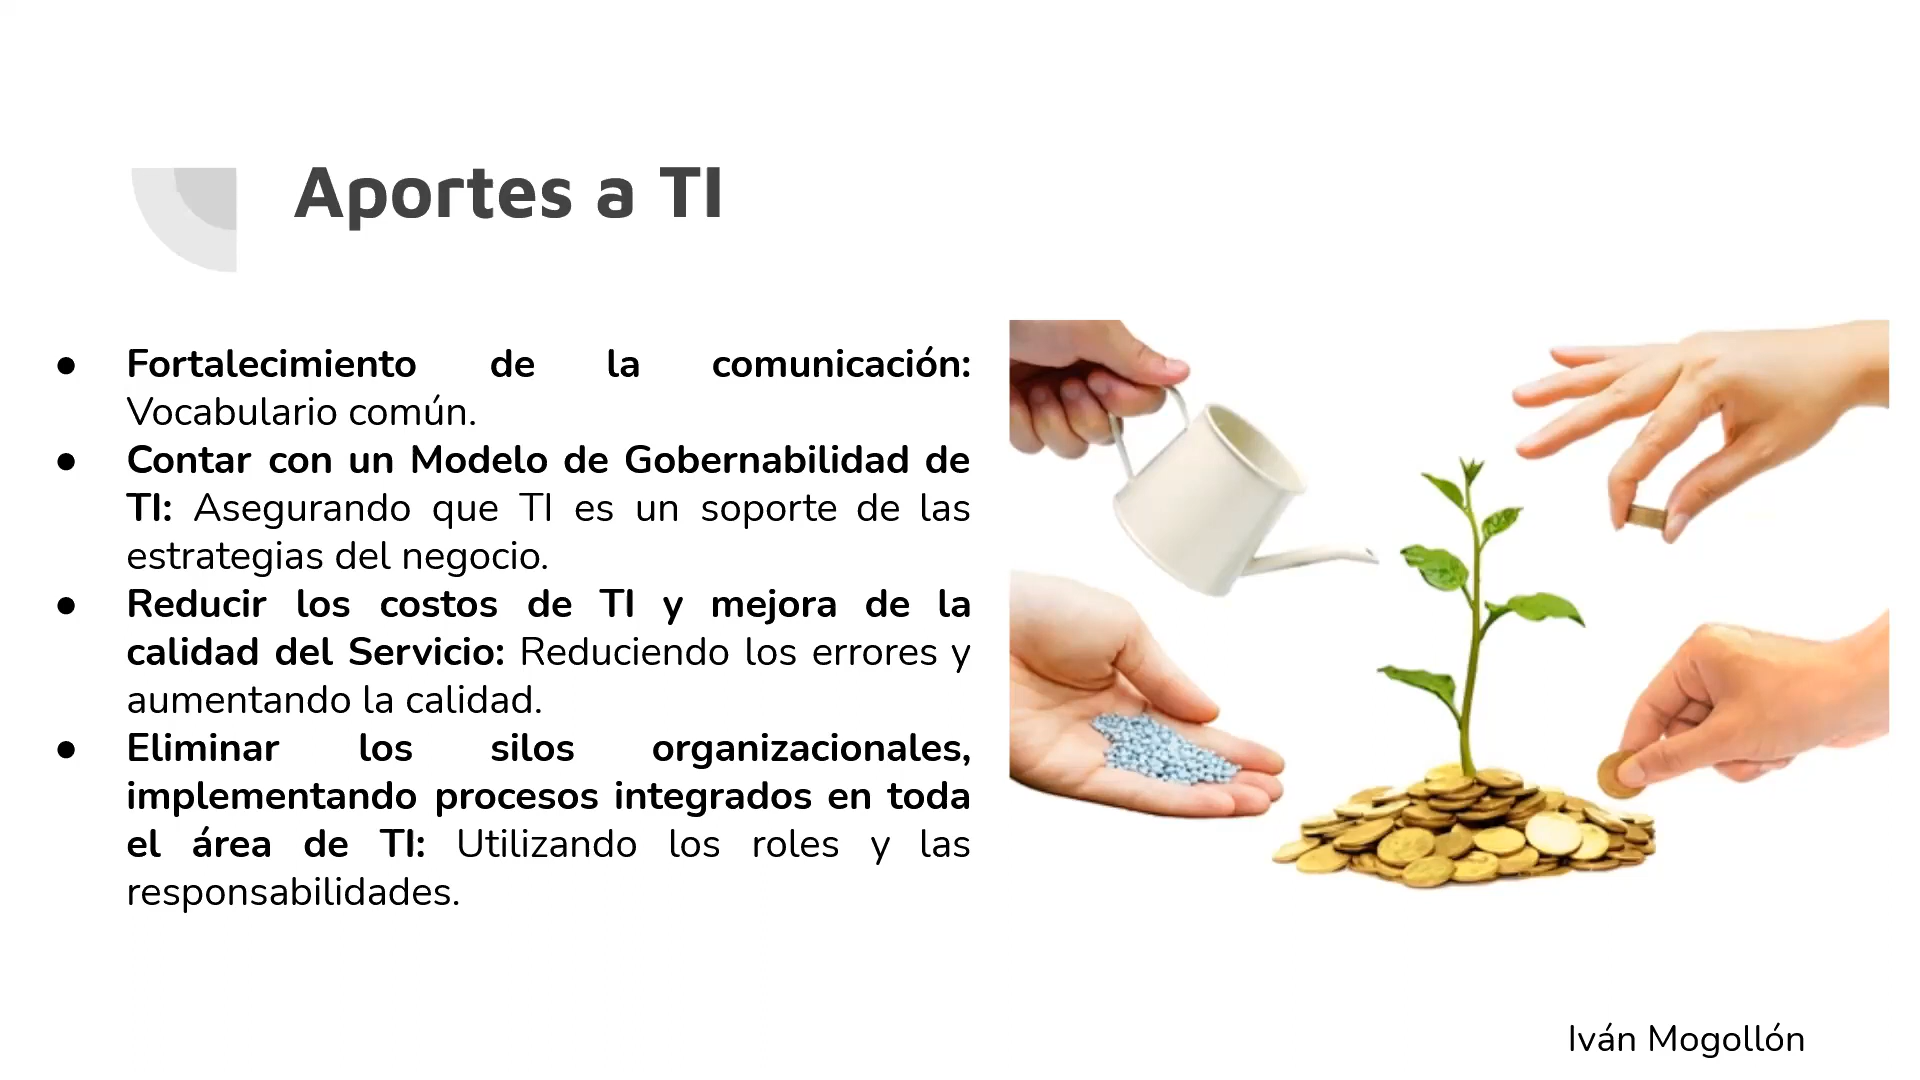 Aportes a TI
● Fortalecimiento de la comunicación:
Vocabulario común.
● Contar con un Modelo de Gobernabilidad de
TI: Asegurando que TI es un soporte de las
estrategias del negocio.
● Reducir los costos de TI y mejora de la
calidad del Servicio: Reduciendo los errores y
aumentando la calidad.
● Eliminar los silos organizacionales,
implementando procesos integrados en toda
el área de TI: Utilizando los roles y las
responsabilidades.
Iván Mogollón